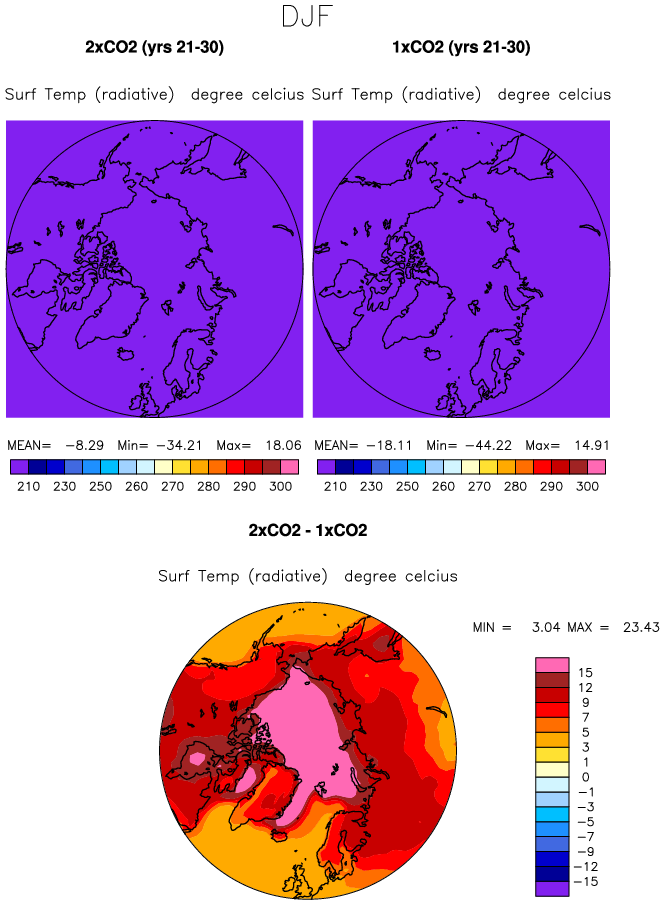 DJF
2xCO2 (yrs 21-30) 1xCO2 (yrs 21-30)
Surf Temp (radiative) degree celcius Surf Temp (radiative) degree celcius
MEAN= -8.29 Min= -34.21 Max= 18.06 MEAN= -18.11 Min= -44.22 Max= 14.91
210 230 250 260 270 280 290 300 210 230 250 260 270 280 290 300
2xCO2 - 1xCO2
Surf Temp (radiative) degree celcius
MIN = 3.04 MAX = 23.43
15
12
9
7
5
3
1
0
-1
-3
-5
-7
-9
-12
-15